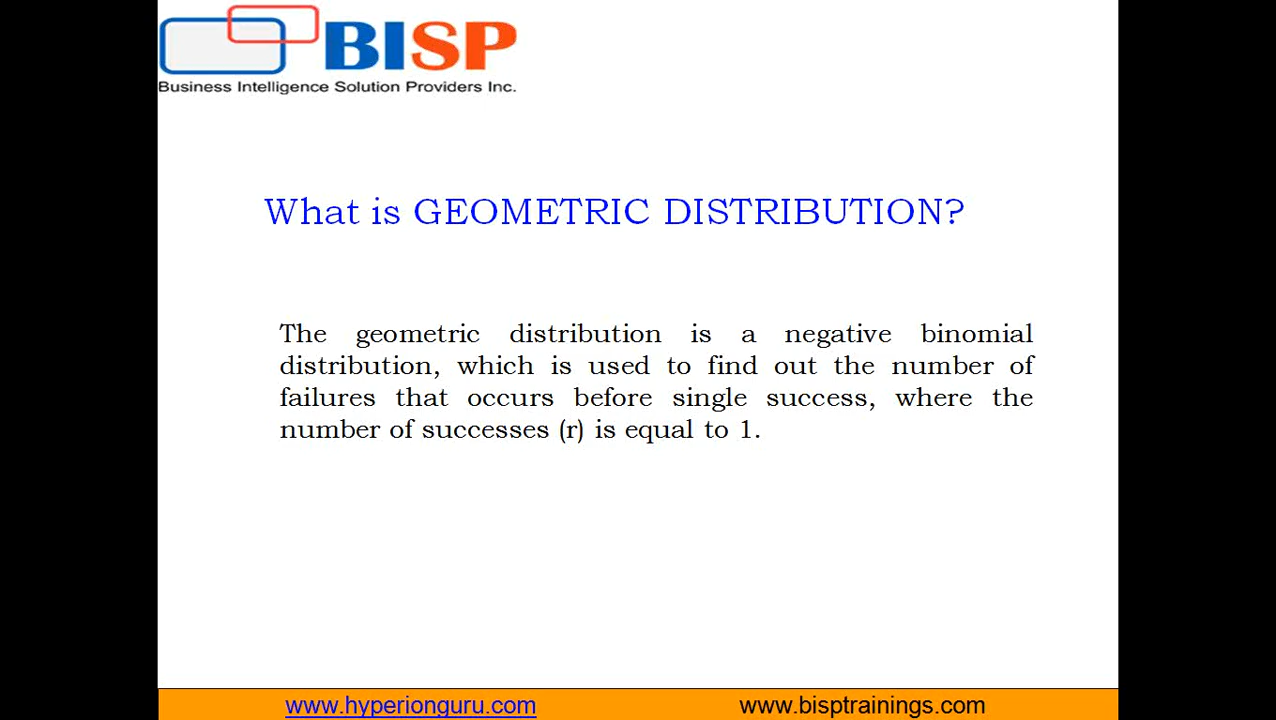 BISP
Business Intelligence Solution Providers Inc.
What is GEOMETRIC DISTRIBUTION?
The geometric distribution is a negative binomial
distribution, which is used to find out the number of
failures that occurs before single success, where the
number of successes (r) is equal to 1.
www.hyperionguru.com www.bisptrainings.com